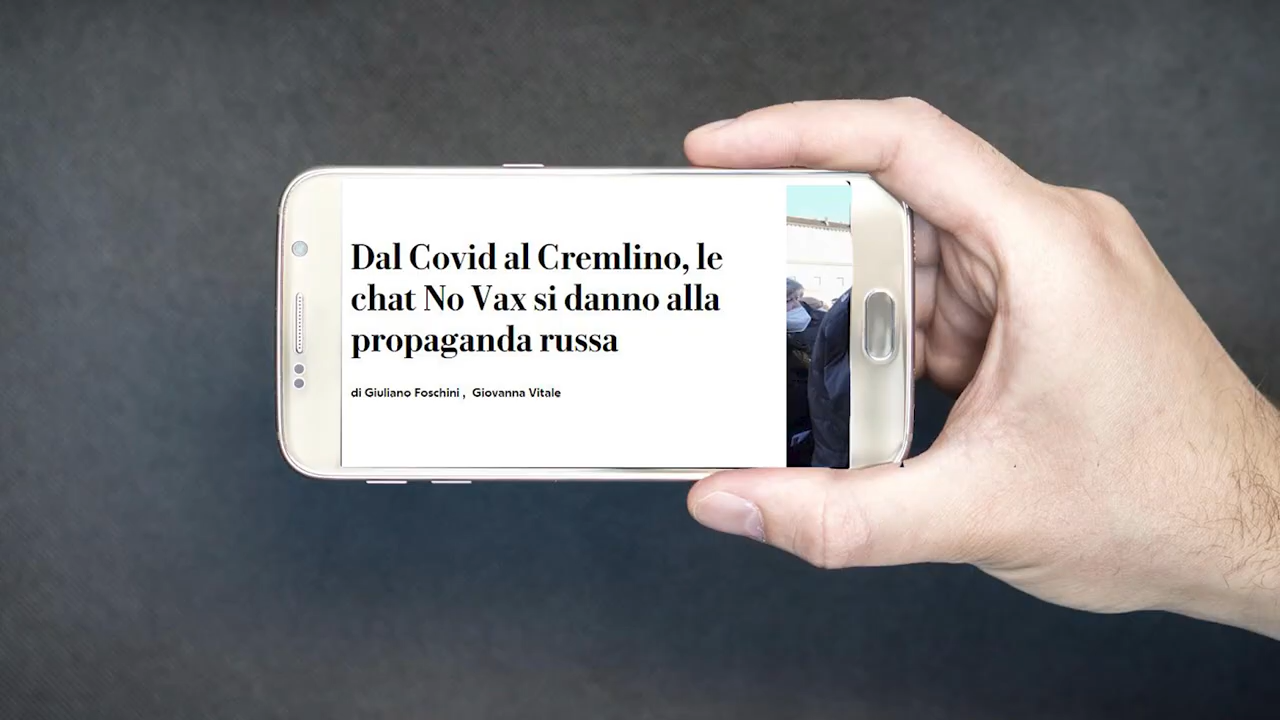 Dal Covid al Cremlino, le
chat No Vax si danno alla
propaganda russa
di Giuliano Foschini , Giovanna Vitale